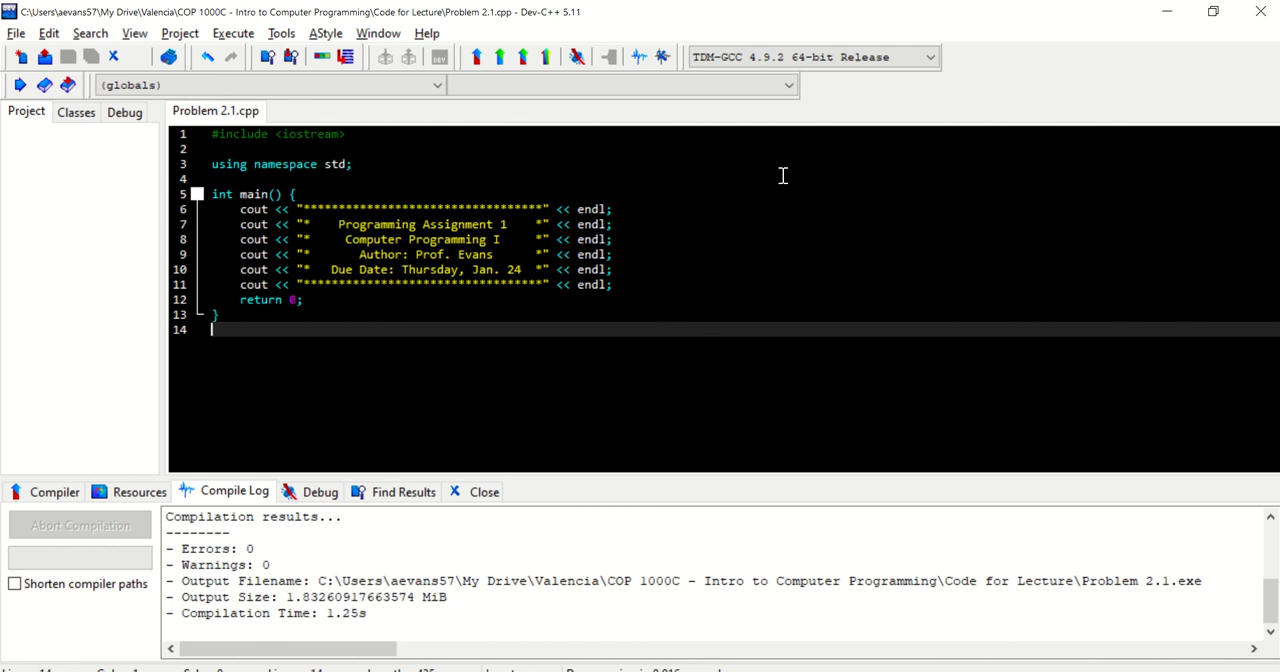 C:\Users\aevans57\My Drive\Valencia\COP 1000C - Intro to Computer Programming\Code for Lecture\Problem 2.1.cpp - Dev-C++ 5.11
File Edit Search View Project Execute Tools AStyle Window Help
TDM-GCC 4.9.2 64-bit Release
(globals)
Project Classes Debug Problem 2.1.cpp
1 #include <iostream>
2
3 using namespace std;
4
5 int main() {
6 cout << "**********************************" << endl;
7 cout << "*    Programming Assignment 1    *" << endl;
8 cout << "*     Computer Programming I     *" << endl;
9 cout << "*       Author: Prof. Evans      *" << endl;
10 cout << "*   Due Date: Thursday, Jan. 24  *" << endl;
11 cout << "**********************************" << endl;
12 return 0;
13 }
14
Compiler Resources Compile Log Debug Find Results Close
Abort Compilation
Shorten compiler paths
Compilation results...
--------
- Errors: 0
- Warnings: 0
- Output Filename: C:\Users\aevans57\My Drive\Valencia\COP 1000C - Intro to Computer Programming\Code for Lecture\Problem 2.1.exe
- Output Size: 1.83260917663574 MiB
- Compilation Time: 1.25s